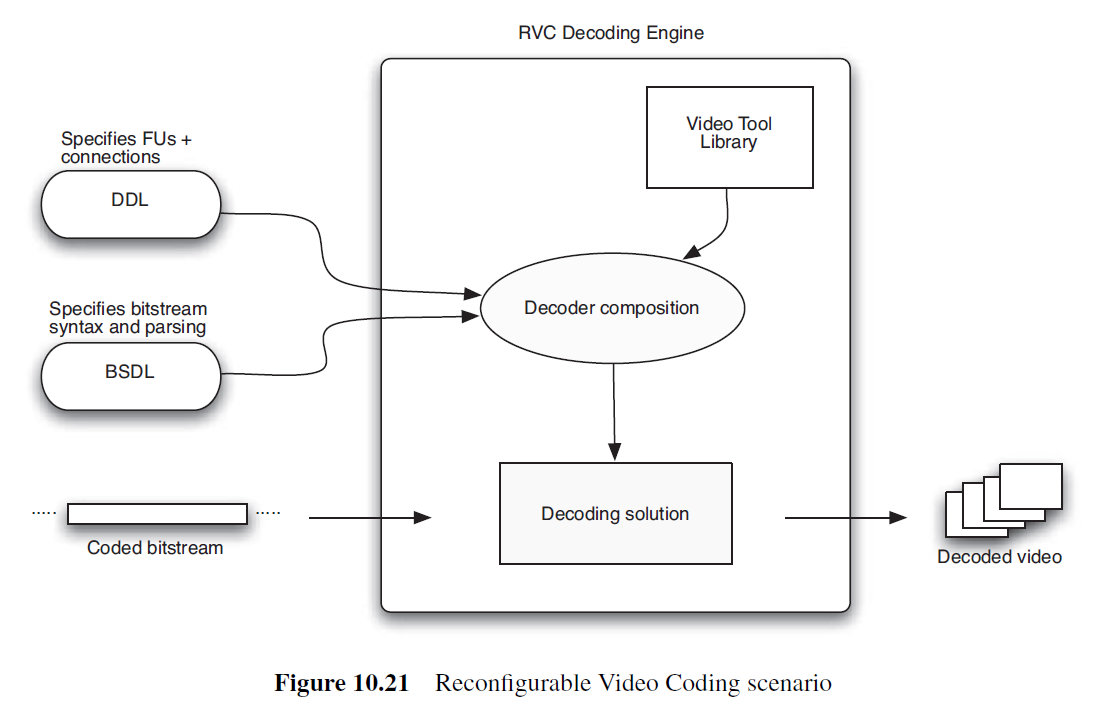 RVC Decoding Engine
Video Tool
Library
Specifies FUs +
connections
DDL
Decoder composition
Specifies bitstream
syntax and parsing
BSDL
Decoding solution
.....
.....
Coded bitstream
Decoded video
Figure 10.21 Reconfigurable Video Coding scenario